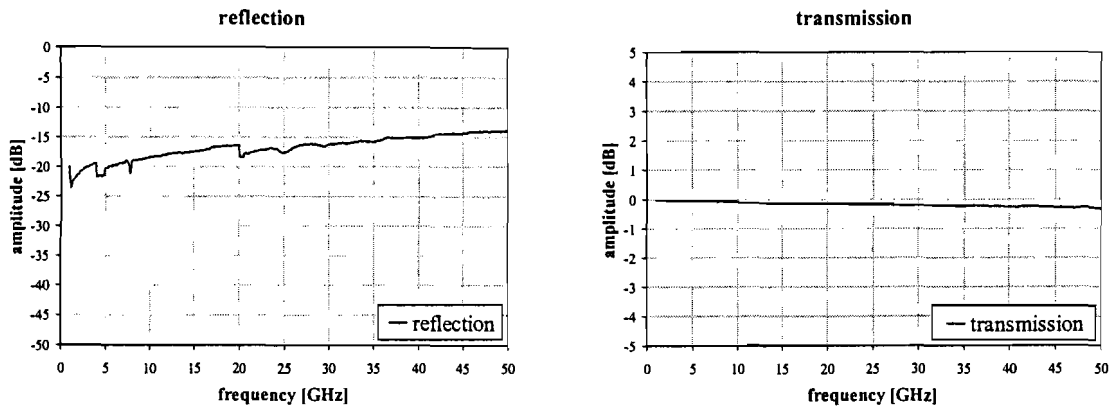 reflection
amplitude [dB]
0
-5
-10
-15
-20
-25
-30
-35
-40
-45
-50
0 5 10 15 20 25 30 35 40 45 50
frequency [GHz]
reflection
transmission
amplitude [dB]
5
4
3
2
1
0
-1
-2
-3
-4
-5
0 5 10 15 20 25 30 35 40 45 50
frequency [GHz]
transmission